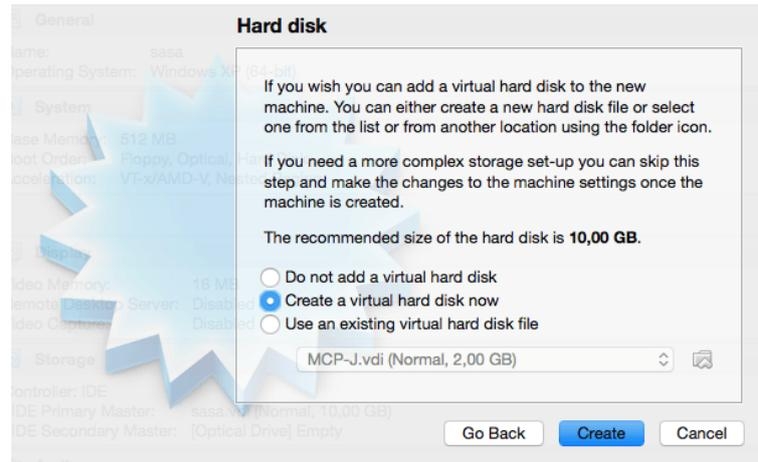 General
Hard disk
Name: sasa
Operating System: Windows XP (64-bit)
If you wish you can add a virtual hard disk to the new
System
machine. You can either create a new hard disk file or select
one from the list or from another location using the folder icon.
Base Memory: 512 MB
Boot Order: Floppy, Optical, Hard
If you need a more complex storage set-up you can skip this
Acceleration: VT-x/AMD-V, Nested
step and make the changes to the machine settings once the
machine is created.
The recommended size of the hard disk is 10,00 GB.
Display
Do not add a virtual hard disk
Video Memory: 16 MB
Create a virtual hard disk now
Remote Desktop Server: Disabled
Use an existing virtual hard disk file
Video Capture: Disabled
MCP-J.vdi (Normal, 2,00 GB)
Storage
Controller: IDE
IDE Primary Master: sasa.vdi (Normal, 10,00 GB)
IDE Secondary Master: [Optical Drive] Empty
Go Back Create Cancel